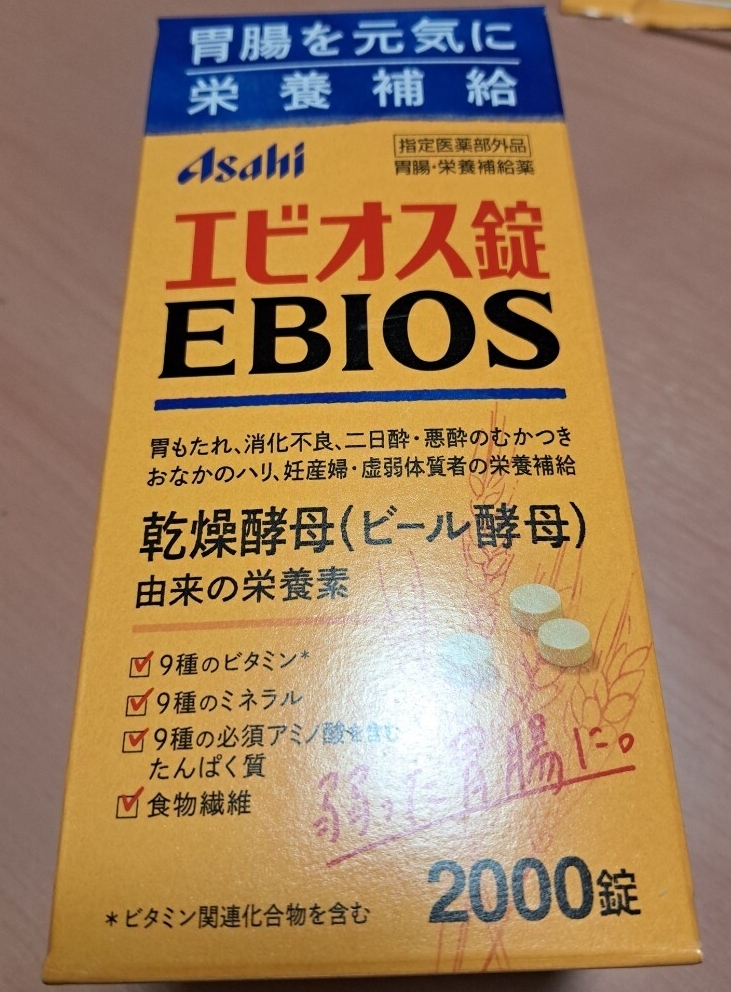 胃腸を元気に
栄養補給
Asahi
指定医薬部外品
胃腸・栄養補給薬
エビオス錠
EBIOS
胃もたれ、消化不良、二日酔・悪酔のむかつき
おなかのハリ、妊産婦・虚弱体質者の栄養補給
乾燥酵母(ビール酵母)
由来の栄養素
9種のビタミン*
9種のミネラル
9種の必須アミノ酸を含む
たんぱく質
食物繊維
弱った胃腸に。
2000錠
*ビタミン関連化合物を含む